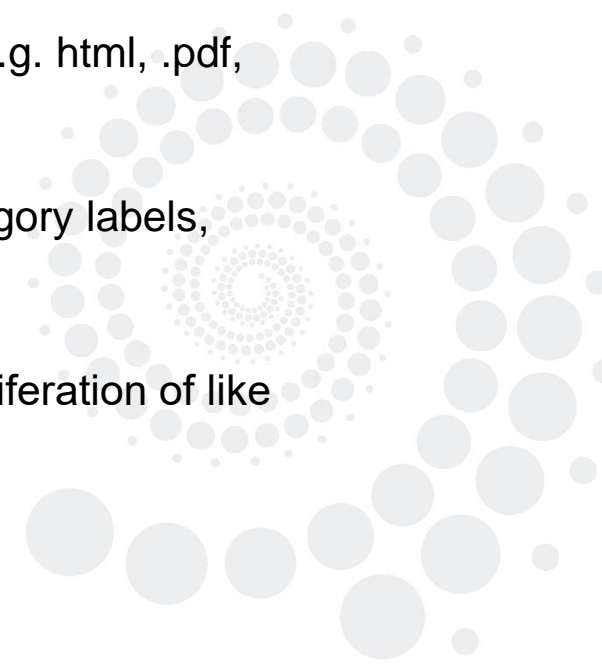 .g. html, .pdf,
gory labels,
iferation of like